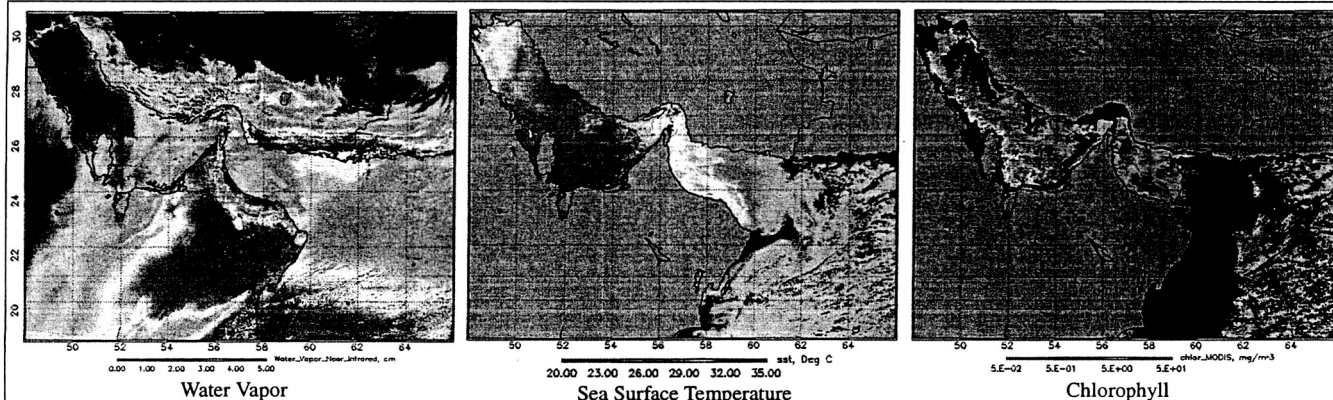 30
28
26
24
22
20
50 52 54 56 58 60 62 64
Water_Vapor_Near_Infrared, cm
0.00 1.00 2.00 3.00 4.00 5.00
Water Vapor
50 52 54 56 58 60 62 64
sst, Deg C
20.00 23.00 26.00 29.00 32.00 35.00
Sea Surface Temperature
50 52 54 56 58 60 62 64
chlor_MODIS, mg/m^3
5.E-02 5.E-01 5.E+00 5.E+01
Chlorophyll